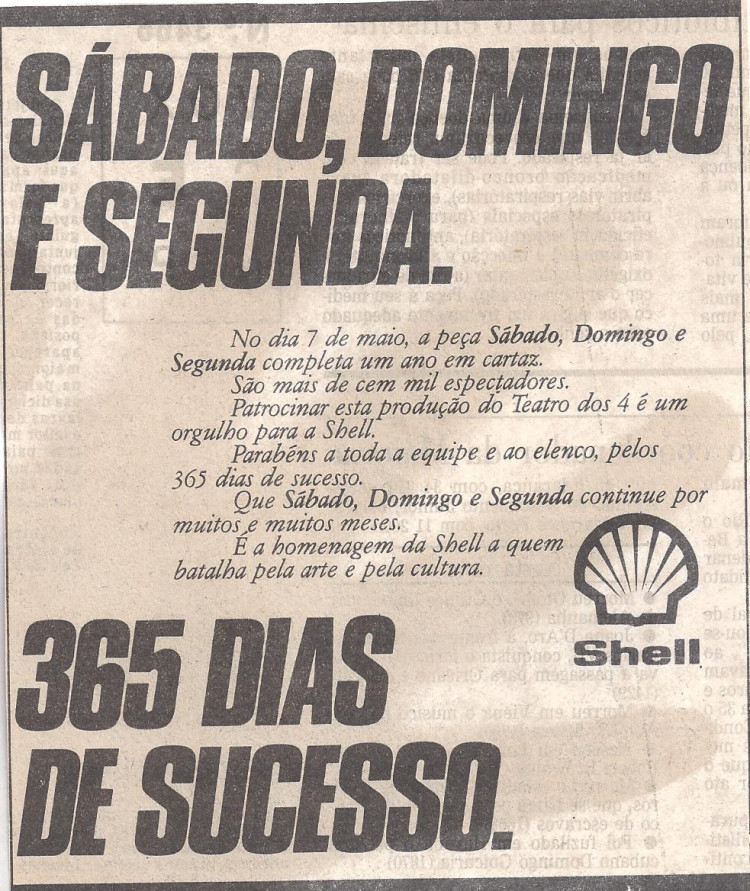 SÁBADO, DOMINGO
E SEGUNDA.
No dia 7 de maio, a peça Sábado, Domingo e
Segunda completa um ano em cartaz.
São mais de cem mil espectadores.
Patrocinar esta produção do Teatro dos 4 é um
orgulho para a Shell.
Parabéns a toda a equipe e ao elenco, pelos
365 dias de sucesso.
Que Sábado, Domingo e Segunda continue por
muitos e muitos meses.
É a homenagem da Shell a quem
batalha pela arte e pela cultura.
Shell
365 DIAS
DE SUCESSO.